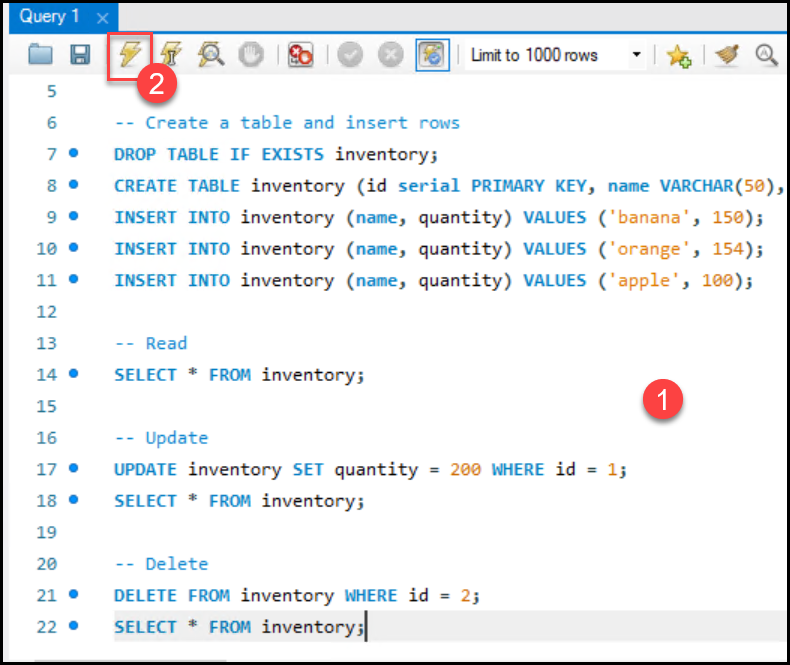 Query 1
Limit to 1000 rows
2
5
6 -- Create a table and insert rows
7 DROP TABLE IF EXISTS inventory;
8 CREATE TABLE inventory (id serial PRIMARY KEY, name VARCHAR(50),
9 INSERT INTO inventory (name, quantity) VALUES ('banana', 150);
10 INSERT INTO inventory (name, quantity) VALUES ('orange', 154);
11 INSERT INTO inventory (name, quantity) VALUES ('apple', 100);
12
13 -- Read
14 SELECT * FROM inventory;
15
1
16 -- Update
17 UPDATE inventory SET quantity = 200 WHERE id = 1;
18 SELECT * FROM inventory;
19
20 -- Delete
21 DELETE FROM inventory WHERE id = 2;
22 SELECT * FROM inventory;